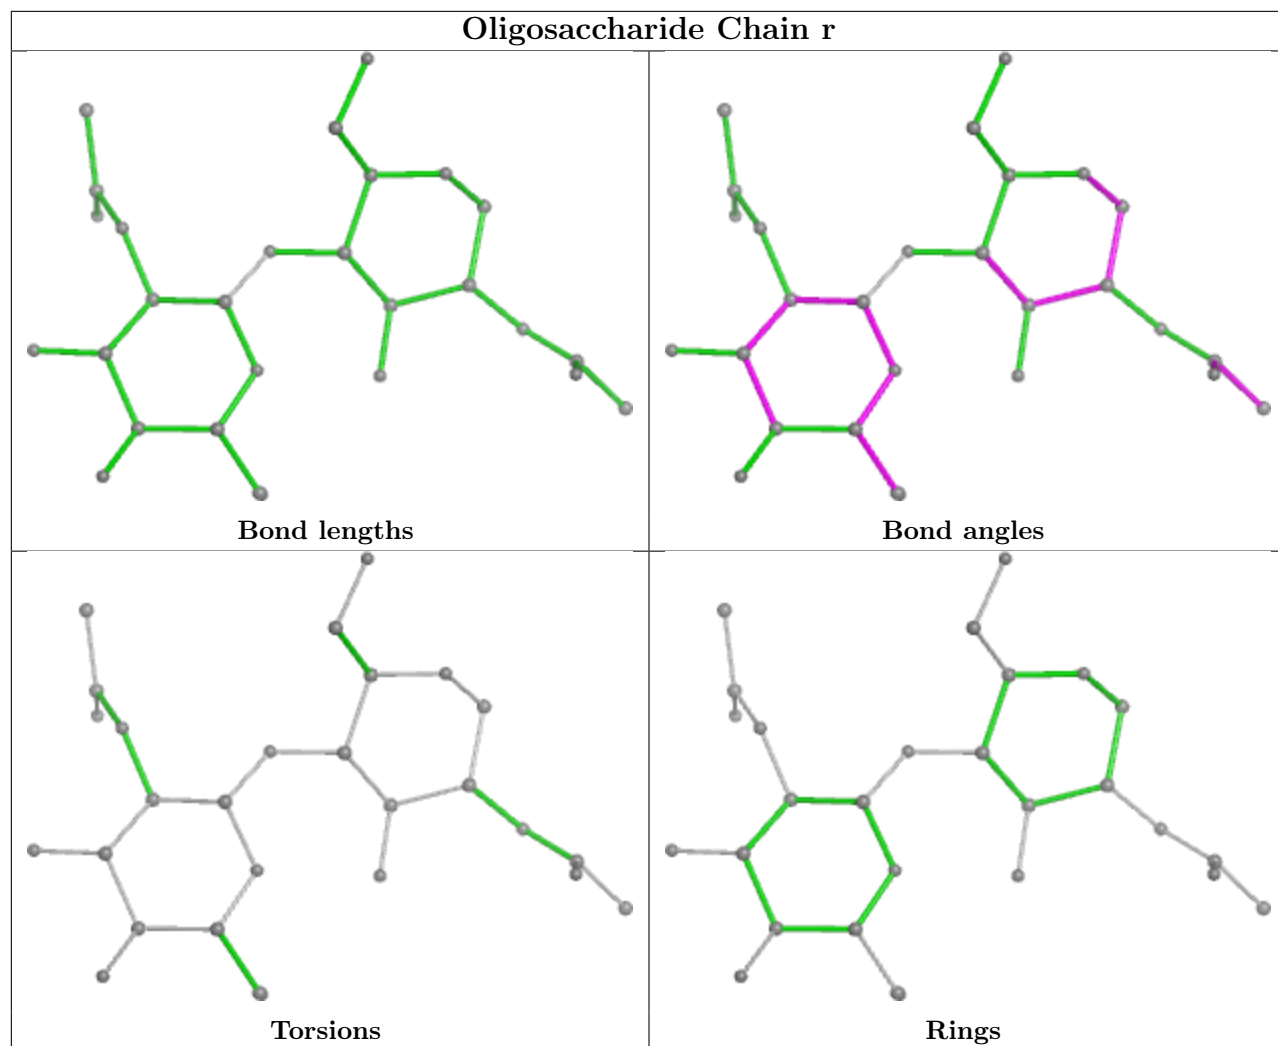 Oligosaccharide Chain r
Bond lengths
Bond angles
Torsions
Rings